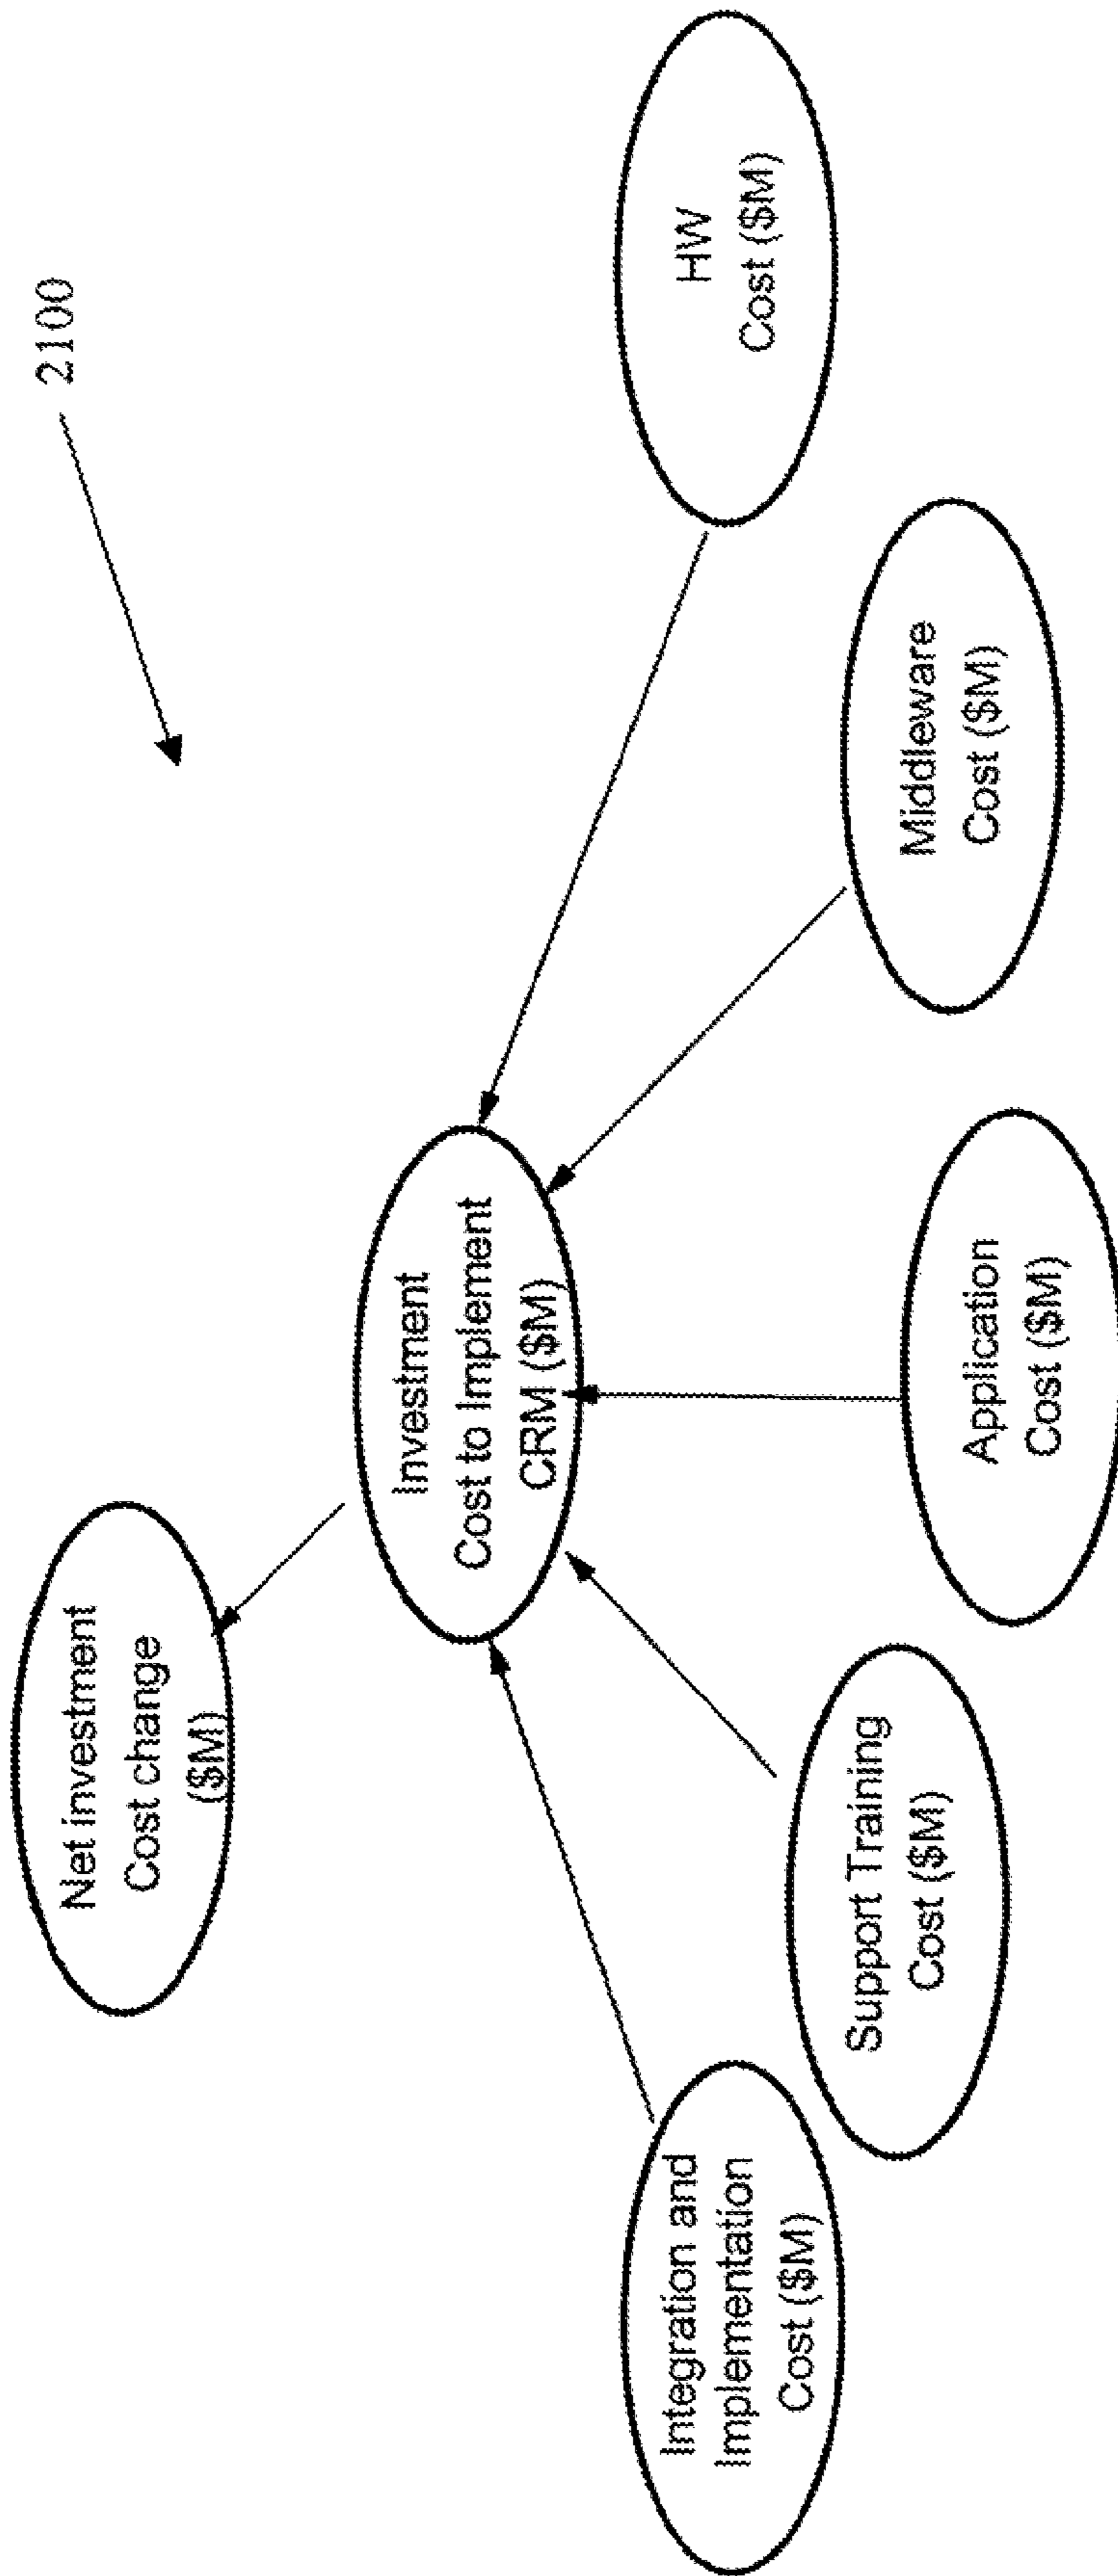 2100
Net investment
Cost change
($M)
Investment
Cost to Implement
CRM ($M)
Integration and
Implementation
Cost ($M)
Support Training
Cost ($M)
Application
Cost ($M)
Middleware
Cost ($M)
HW
Cost ($M)